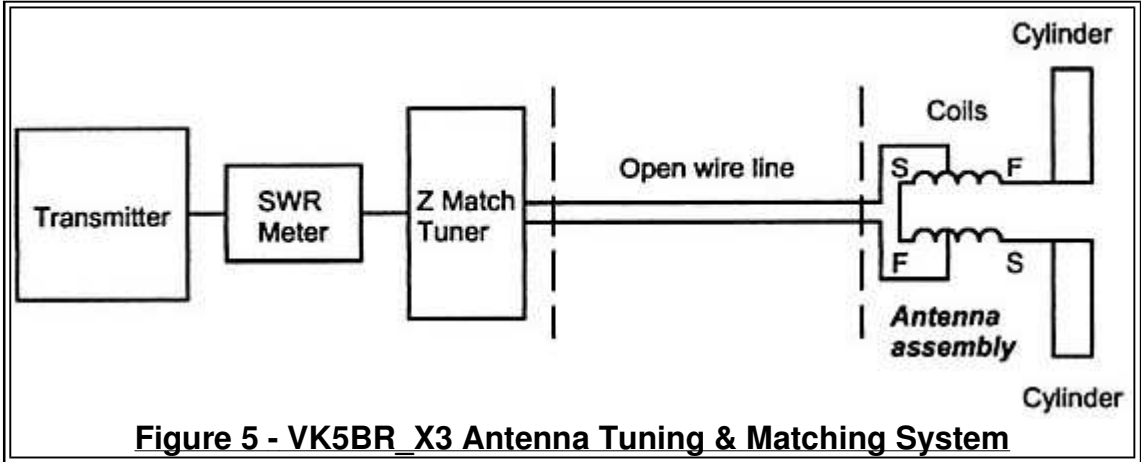 Cylinder
Coils
Open wire line
S F
Transmitter
SWR
Meter
Z Match
Tuner
F S
Antenna
assembly
Cylinder
Figure 5 - VK5BR_X3 Antenna Tuning & Matching System